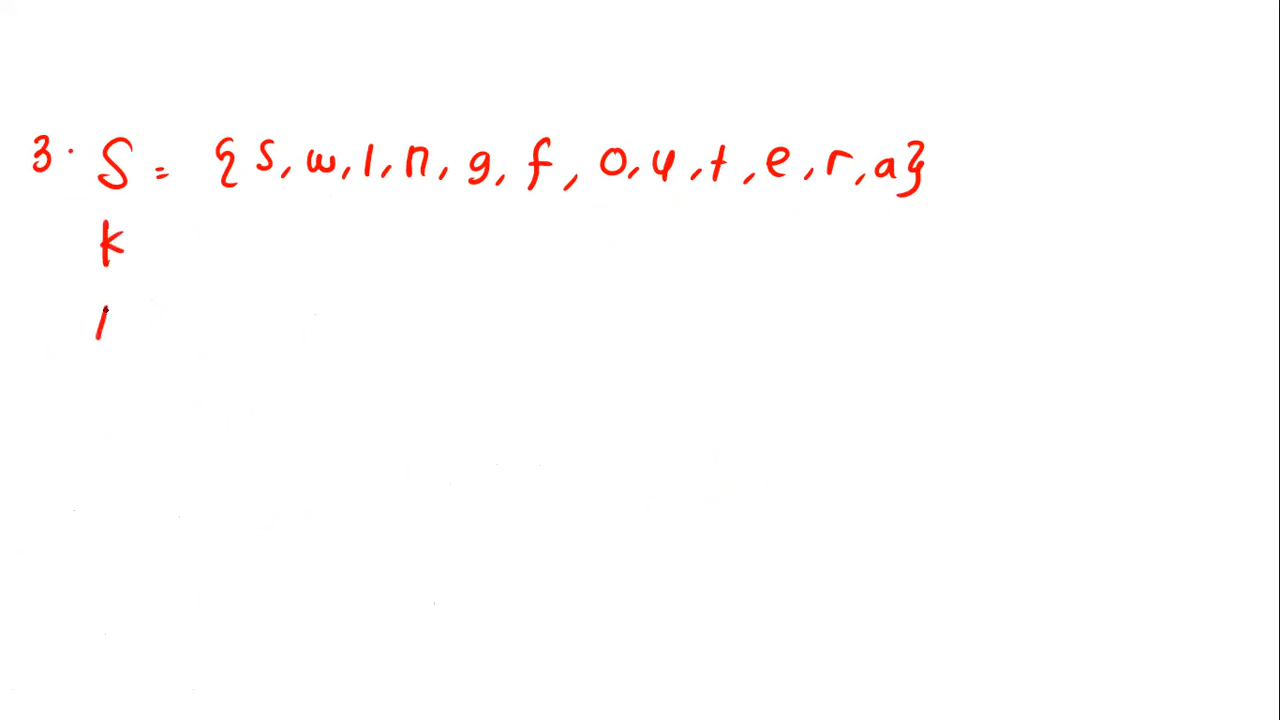 3. S = {s, w, i, n, g, f, o, u, t, e, r, a}
K